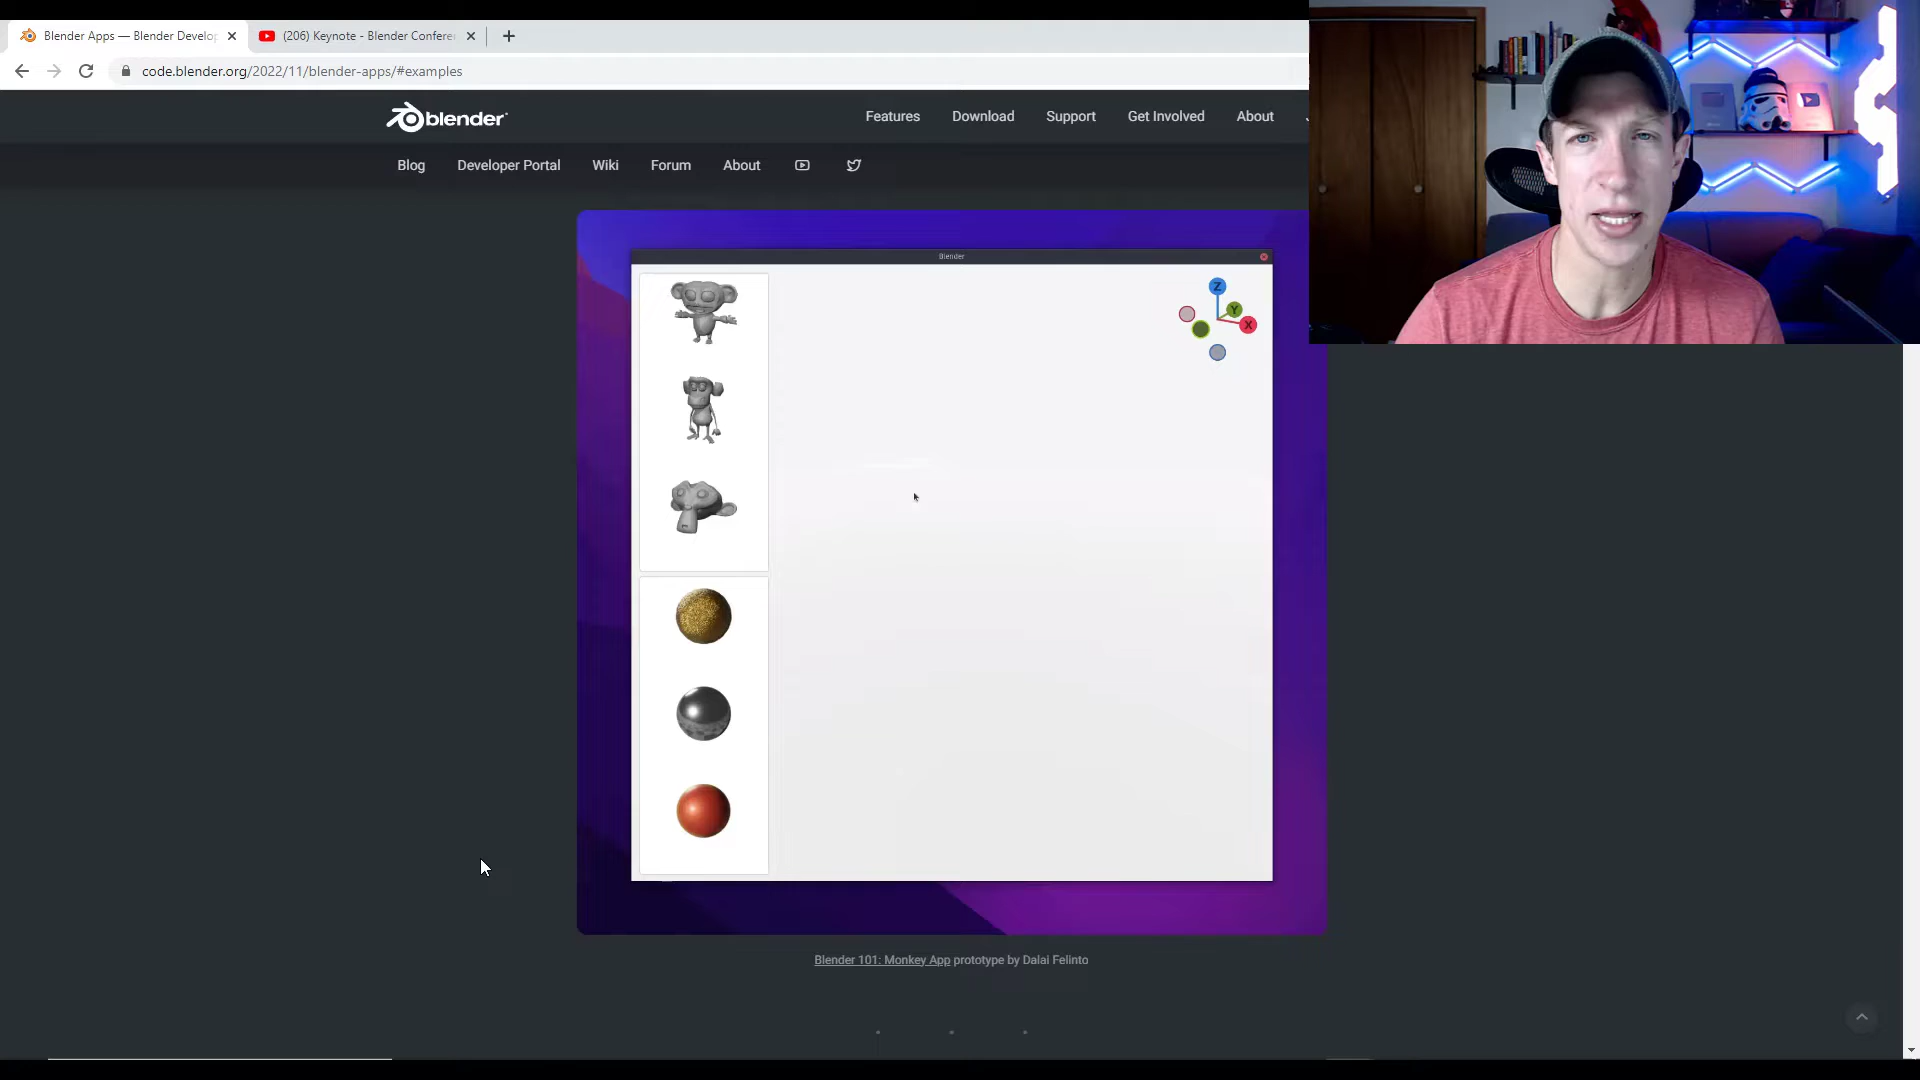 Blender Apps — Blender Develop
(206) Keynote - Blender Conferen
code.blender.org/2022/11/blender-apps/#examples
blender
Features
Download
Support
Get Involved
About
Blog
Developer Portal
Wiki
Forum
About
Blender
Z
Y
X
Blender 101: Monkey App prototype by Dalai Felinto